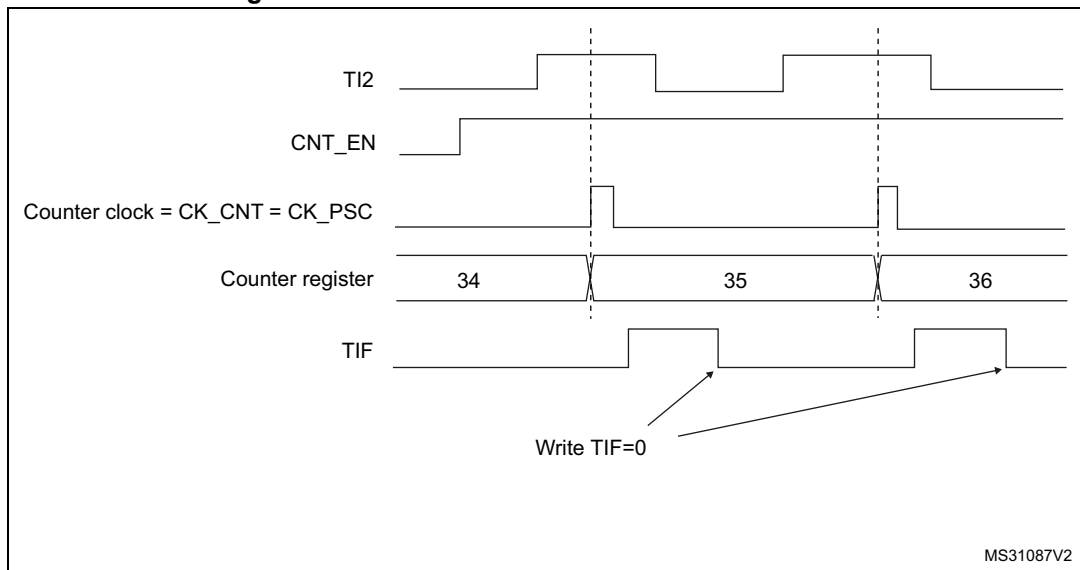 TI2
CNT_EN
Counter clock = CK_CNT = CK_PSC
Counter register 34 35 36
TIF
Write TIF=0
MS31087V2